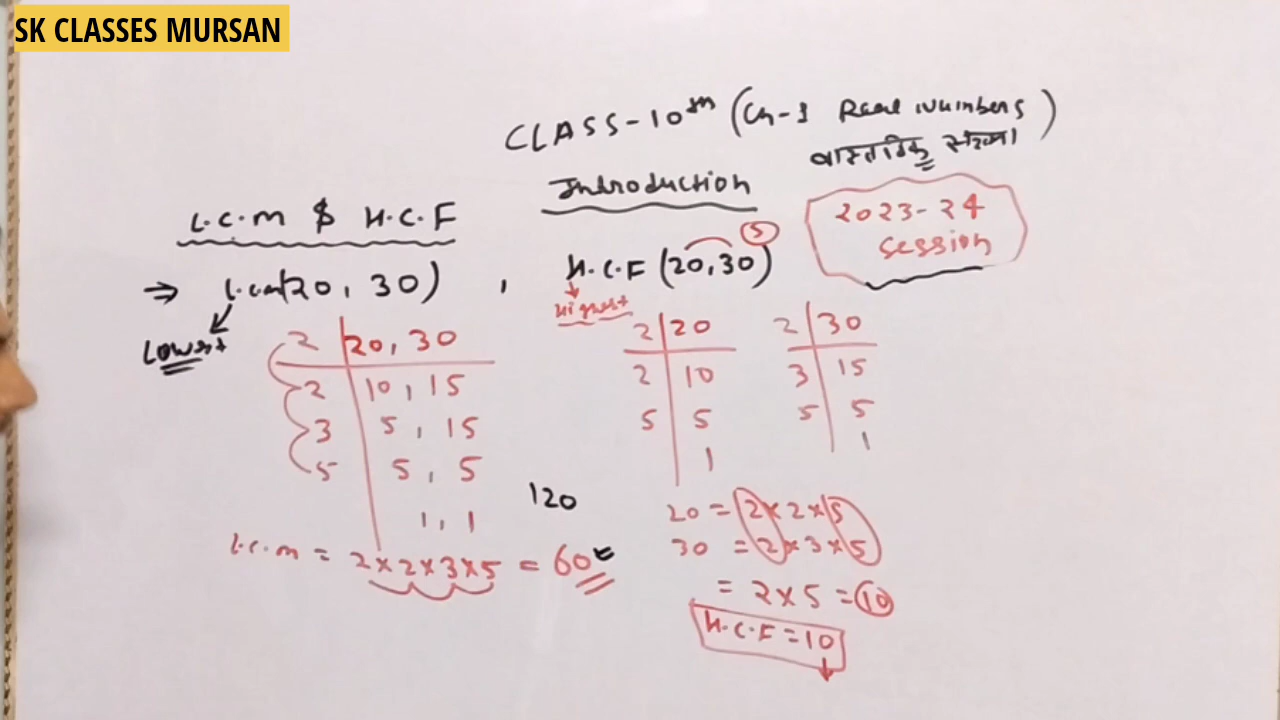 SK CLASSES MURSAN
CLASS-10th (Ch-1 Real Numbers)
वास्तविक संख्या
Introduction
2023-24
session
L.C.M $ H.C.F
⇒ L.cm(20, 30) , H.C.F (20,30)
5
Lowest
Highest
2 | 20, 30
2 | 10, 15
3 | 5, 15
5 | 5, 5
1, 1
L.C.M = 2×2×3×5 = 60
120
2 | 20
2 | 10
5 | 5
1
2 | 30
3 | 15
5 | 5
1
20 = 2×2×5
30 = 2×3×5
= 2×5 = 10
H.C.F = 10